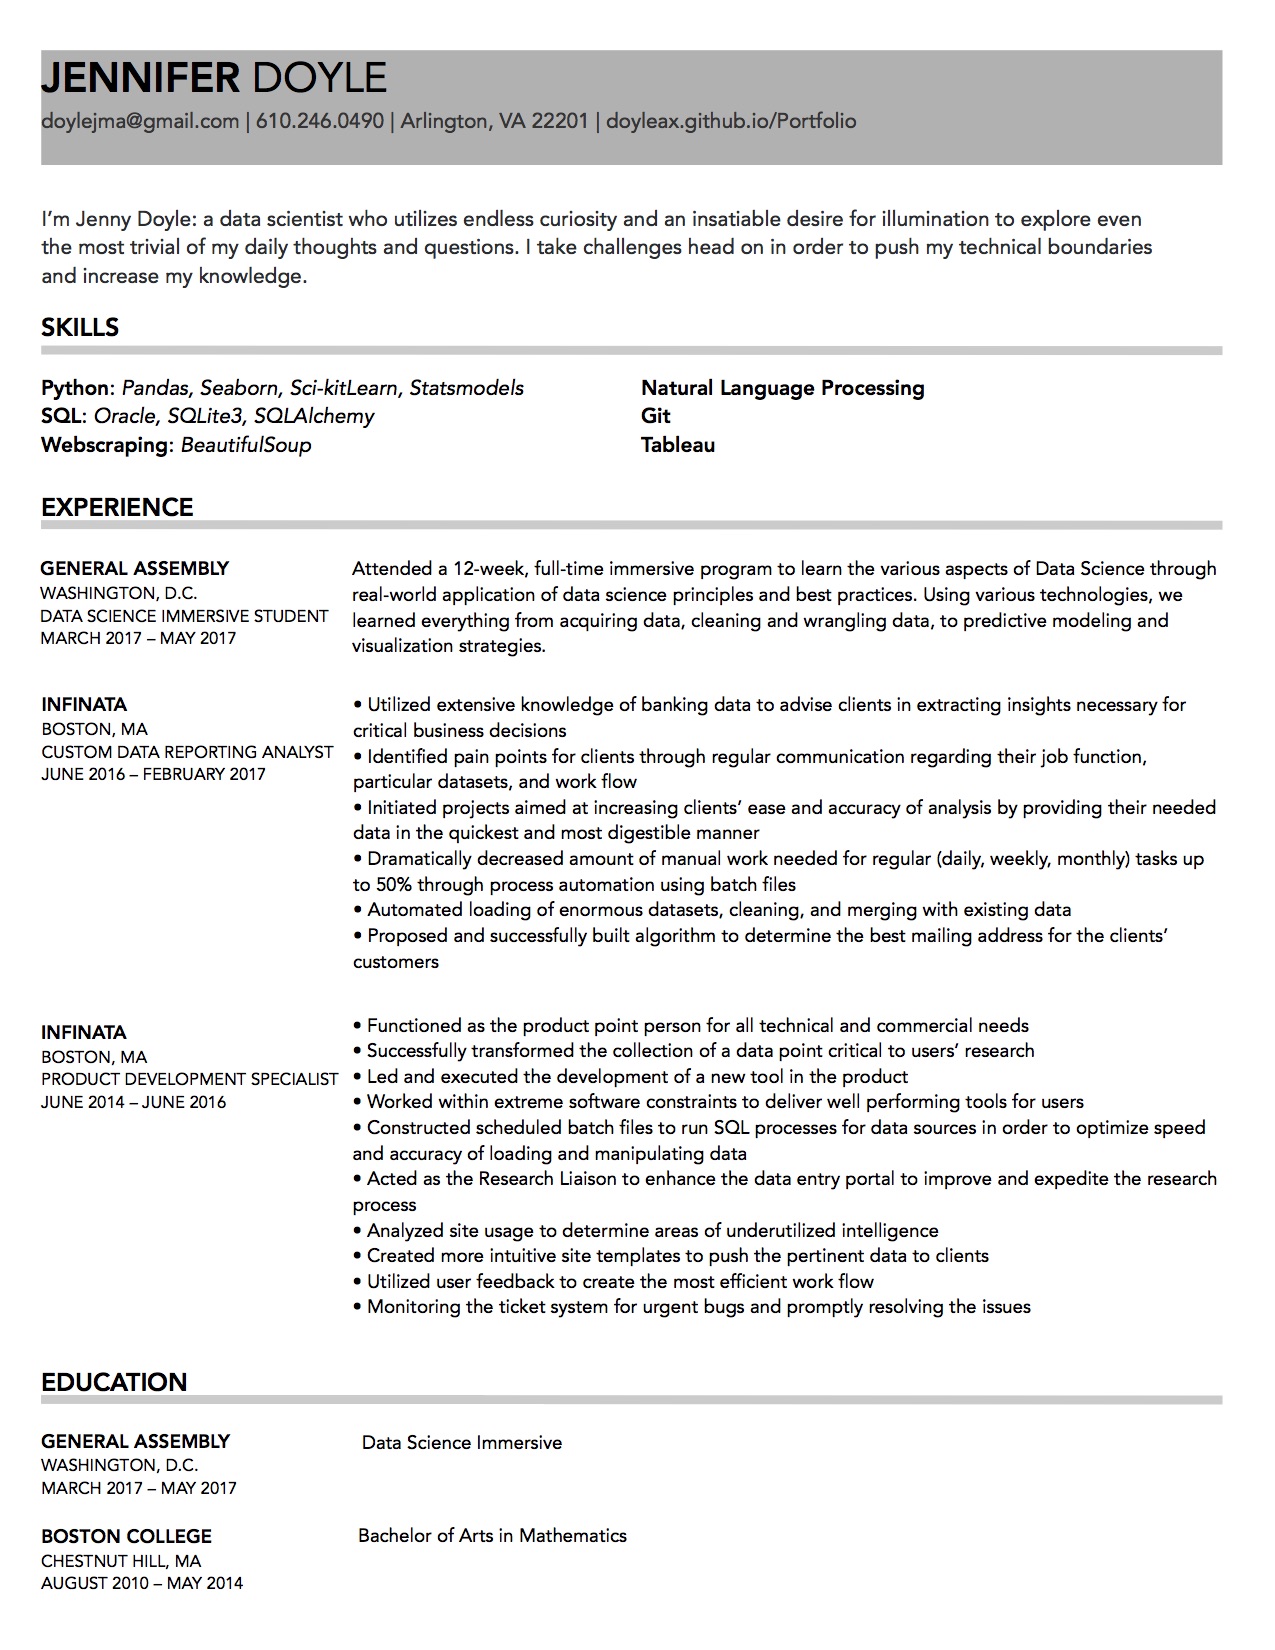 JENNIFER DOYLE
doylejma@gmail.com | 610.246.0490 | Arlington, VA 22201 | doyleax.github.io/Portfolio
I’m Jenny Doyle: a data scientist who utilizes endless curiosity and an insatiable desire for illumination to explore even
the most trivial of my daily thoughts and questions. I take challenges head on in order to push my technical boundaries
and increase my knowledge.
SKILLS
Python: Pandas, Seaborn, Sci-kitLearn, Statsmodels
SQL: Oracle, SQLite3, SQLAlchemy
Webscraping: BeautifulSoup
Natural Language Processing
Git
Tableau
EXPERIENCE
GENERAL ASSEMBLY
WASHINGTON, D.C.
DATA SCIENCE IMMERSIVE STUDENT
MARCH 2017 – MAY 2017
Attended a 12-week, full-time immersive program to learn the various aspects of Data Science through
real-world application of data science principles and best practices. Using various technologies, we
learned everything from acquiring data, cleaning and wrangling data, to predictive modeling and
visualization strategies.
INFINATA
BOSTON, MA
CUSTOM DATA REPORTING ANALYST
JUNE 2016 – FEBRUARY 2017
• Utilized extensive knowledge of banking data to advise clients in extracting insights necessary for
critical business decisions
• Identified pain points for clients through regular communication regarding their job function,
particular datasets, and work flow
• Initiated projects aimed at increasing clients’ ease and accuracy of analysis by providing their needed
data in the quickest and most digestible manner
• Dramatically decreased amount of manual work needed for regular (daily, weekly, monthly) tasks up
to 50% through process automation using batch files
• Automated loading of enormous datasets, cleaning, and merging with existing data
• Proposed and successfully built algorithm to determine the best mailing address for the clients’
customers
INFINATA
BOSTON, MA
PRODUCT DEVELOPMENT SPECIALIST
JUNE 2014 – JUNE 2016
• Functioned as the product point person for all technical and commercial needs
• Successfully transformed the collection of a data point critical to users’ research
• Led and executed the development of a new tool in the product
• Worked within extreme software constraints to deliver well performing tools for users
• Constructed scheduled batch files to run SQL processes for data sources in order to optimize speed
and accuracy of loading and manipulating data
• Acted as the Research Liaison to enhance the data entry portal to improve and expedite the research
process
• Analyzed site usage to determine areas of underutilized intelligence
• Created more intuitive site templates to push the pertinent data to clients
• Utilized user feedback to create the most efficient work flow
• Monitoring the ticket system for urgent bugs and promptly resolving the issues
EDUCATION
GENERAL ASSEMBLY
WASHINGTON, D.C.
MARCH 2017 – MAY 2017
Data Science Immersive
BOSTON COLLEGE
CHESTNUT HILL, MA
AUGUST 2010 – MAY 2014
Bachelor of Arts in Mathematics